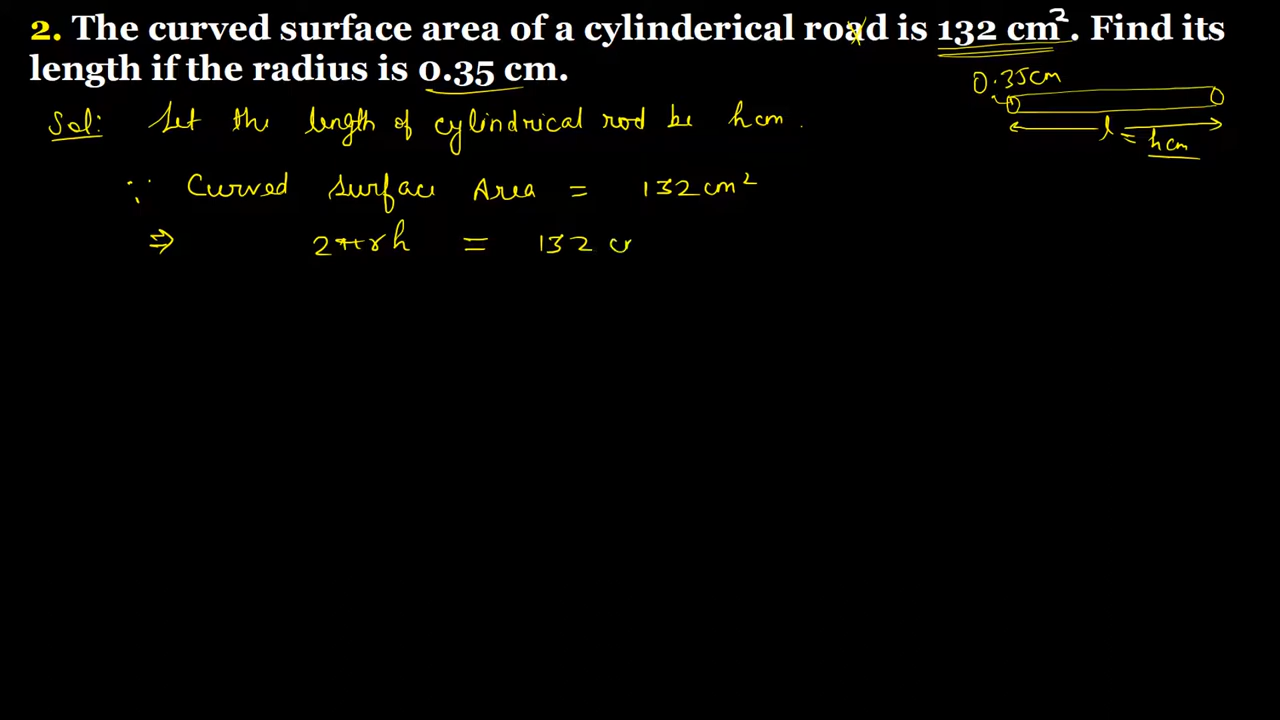 2. The curved surface area of a cylinderical road is 132 cm². Find its
length if the radius is 0.35 cm.
0.35cm
l = h cm
Sol: Let the length of cylindrical rod be h cm.
∵ Curved Surface Area = 132 cm²
⇒ 2πrh = 132 c